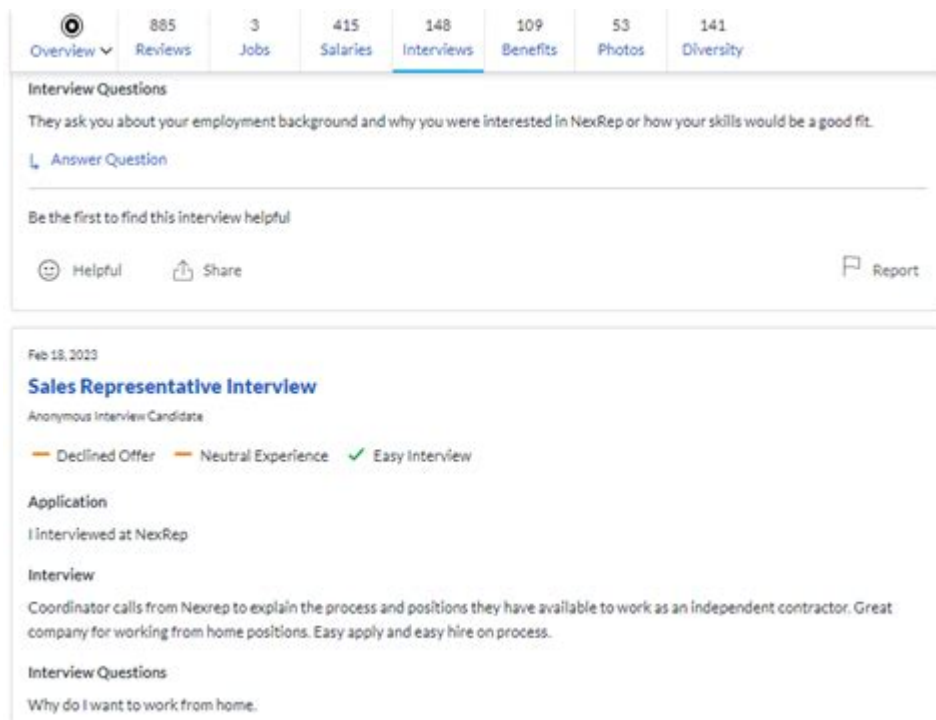 885 3 415 148 109 53 141
Overview Reviews Jobs Salaries Interviews Benefits Photos Diversity
Interview Questions
They ask you about your employment background and why you were interested in NexRep or how your skills would be a good fit.
Answer Question
Be the first to find this interview helpful
Helpful Share Report
Feb 18, 2023
Sales Representative Interview
Anonymous Interview Candidate
Declined Offer Neutral Experience Easy Interview
Application
I interviewed at NexRep
Interview
Coordinator calls from Nexrep to explain the process and positions they have available to work as an independent contractor. Great
company for working from home positions. Easy apply and easy hire on process.
Interview Questions
Why do I want to work from home.